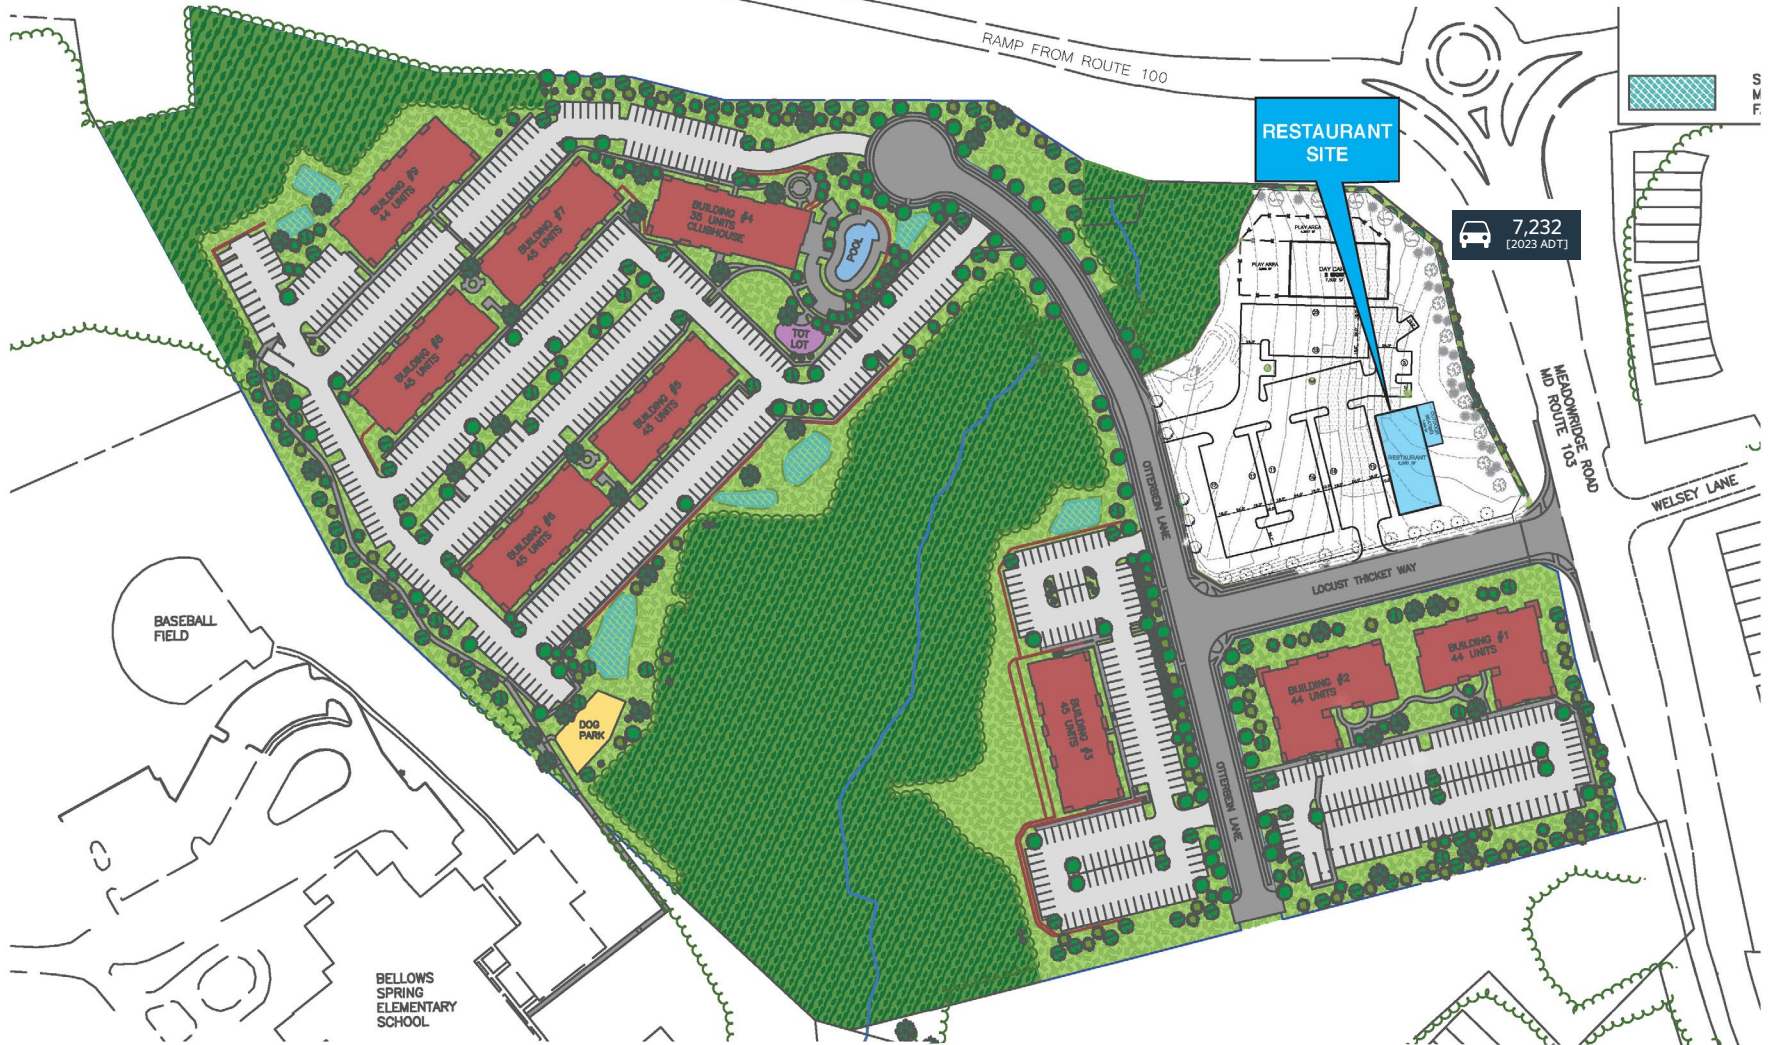 RAMP FROM ROUTE 100
S
M
F
RESTAURANT
SITE
7,232
[2023 ADT]
BUILDING #9
44 UNITS
BUILDING #7
45 UNITS
BUILDING #4
35 UNITS
CLUBHOUSE
POOL
PLAY AREA
PLAY AREA
DAY CARE
TOT
LOT
BUILDING #8
45 UNITS
BUILDING #5
45 UNITS
BUILDING #6
45 UNITS
MEADOWRIDGE ROAD
MD ROUTE 103
RESTAURANT
OTTERBEIN LANE
WELSEY LANE
LOCUST THICKET WAY
BASEBALL
FIELD
BUILDING #1
44 UNITS
BUILDING #2
44 UNITS
BUILDING #3
45 UNITS
DOG
PARK
OTTERBEIN LANE
BELLOWS
SPRING
ELEMENTARY
SCHOOL